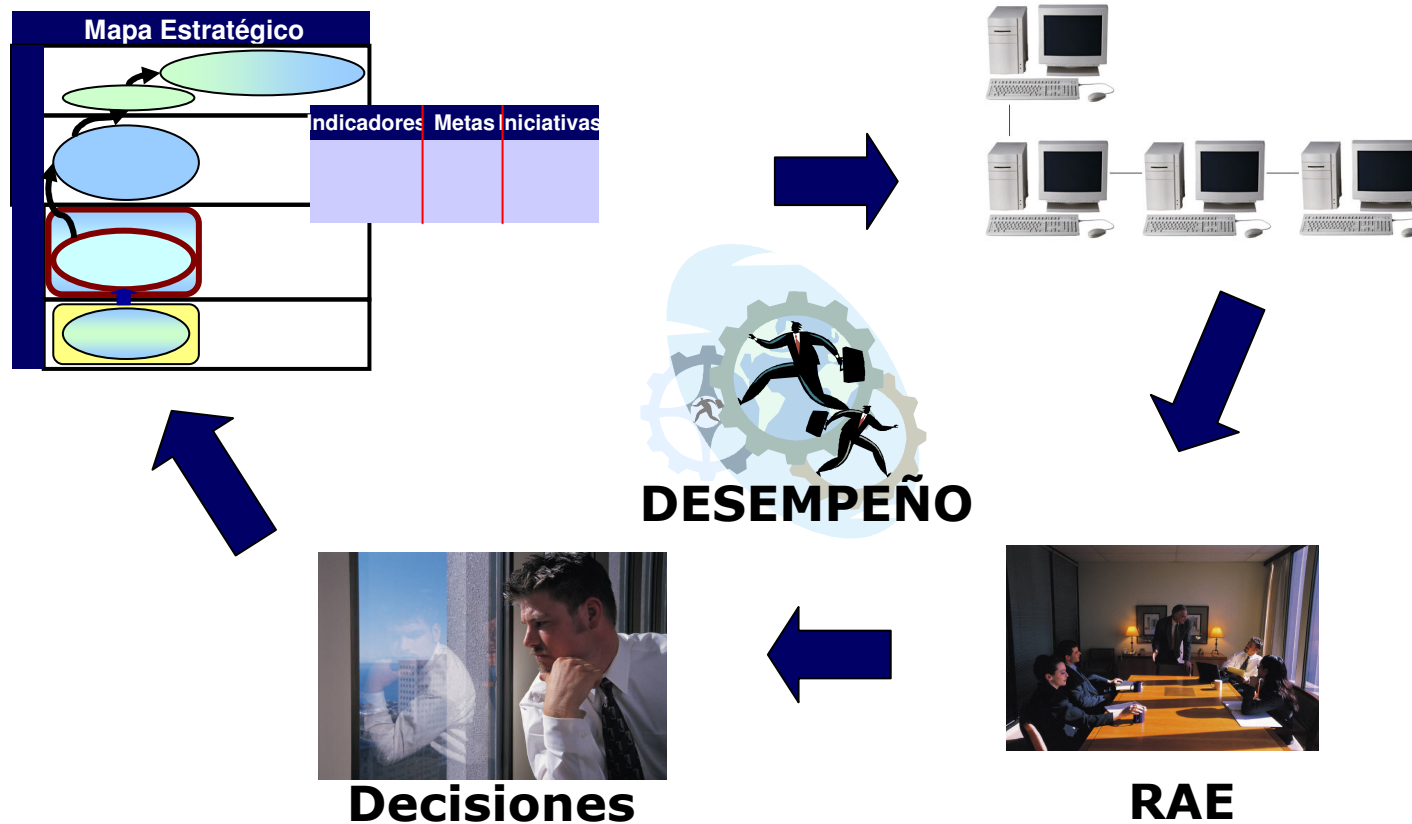 Mapa Estratégico
Indicadores Metas Iniciativas
DESEMPEÑO
Decisiones
RAE